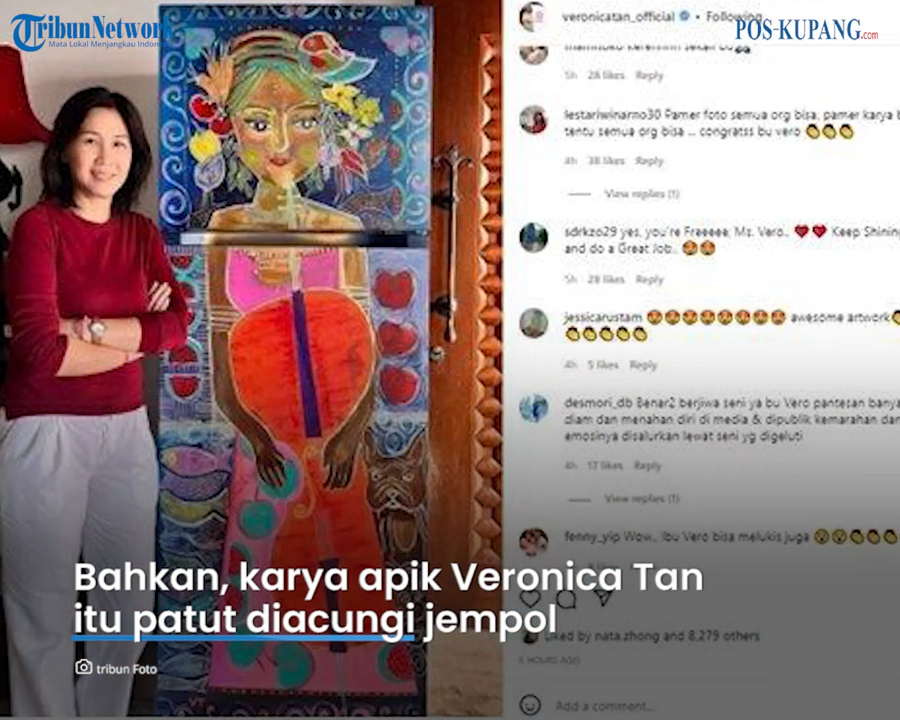 TribunNetwork
Mata Lokal Menjangkau Indon
POS-KUPANG.com
veronicatan_official • Following
5h 28 likes Reply
lestariwinarno30 Pamer foto semua org bisa, pamer karya b
tentu semua org bisa ... congratss bu vero
4h 38 likes Reply
View replies (1)
sdrkzo29 yes, you're Freeeee, Ms. Vero.. Keep Shining
and do a Great Job..
5h 28 likes Reply
jessicarustam awesome artwork
4h 5 likes Reply
desmori_db Benar2 berjiwa seni ya bu Vero pantesan banya
diam dan menahan diri di media & dipublik kemarahan dan
emosinya disalurkan lewat seni yg digeluti
4h 17 likes Reply
View replies (1)
fenny_yip Wow.. Ibu Vero bisa melukis juga
Bahkan, karya apik Veronica Tan
itu patut diacungi jempol
Liked by nata.zhong and 8,279 others
HOURS AGO
tribun Foto
Add a comment...